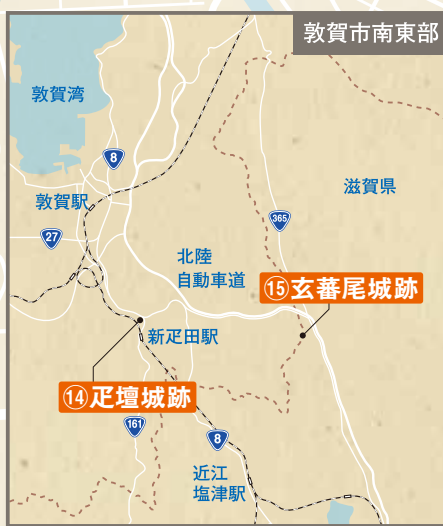 敦賀市南東部
敦賀湾
8
滋賀県
敦賀駅
365
27
北陸
自動車道
⑮玄蕃尾城跡
新疋田駅
⑭疋壇城跡
161
8
近江
塩津駅